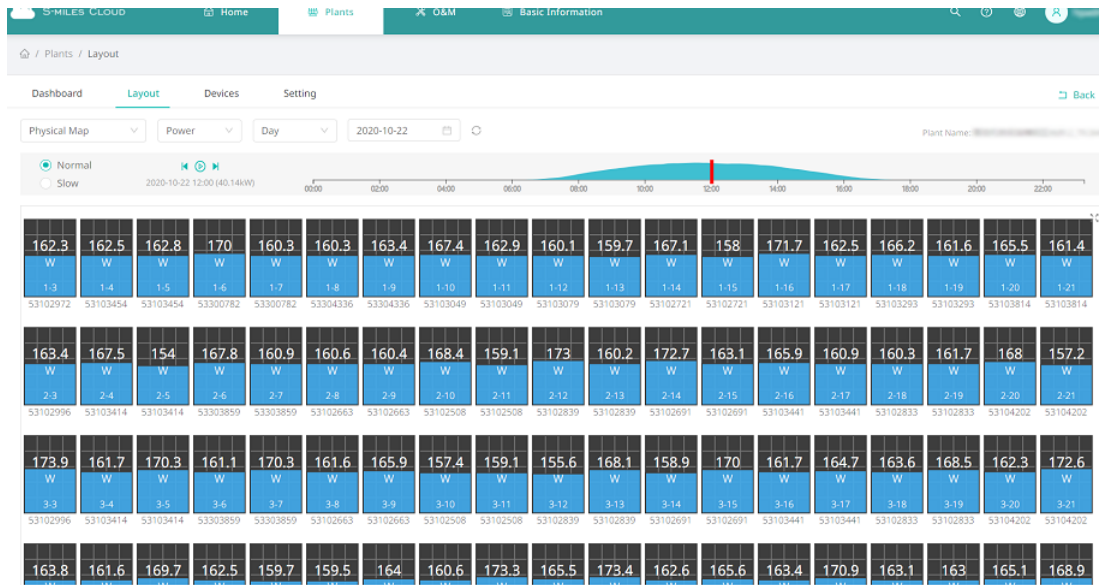 S-MILES CLOUD Home Plants O&M Basic Information
/ Plants / Layout
Dashboard Layout Devices Setting Back
Physical Map Power Day 2020-10-22 Plant Name:
Normal
Slow 2020-10-22 12:00 (40.14kW)
00:00 02:00 04:00 06:00 08:00 10:00 12:00 14:00 16:00 18:00 20:00 22:00
162.3 162.5 162.8 170 160.3 160.3 163.4 167.4 162.9 160.1 159.7 167.1 158 171.7 162.5 166.2 161.6 165.5 161.4
W W W W W W W W W W W W W W W W W W W
1-3 1-4 1-5 1-6 1-7 1-8 1-9 1-10 1-11 1-12 1-13 1-14 1-15 1-16 1-17 1-18 1-19 1-20 1-21
53102972 53103454 53103454 53300782 53300782 53304336 53304336 53103049 53103049 53103079 53103079 53102721 53102721 53103121 53103121 53103293 53103293 53103814 53103814
163.4 167.5 154 167.8 160.9 160.6 160.4 168.4 159.1 173 160.2 172.7 163.1 165.9 160.9 160.3 161.7 168 157.2
W W W W W W W W W W W W W W W W W W W
2-3 2-4 2-5 2-6 2-7 2-8 2-9 2-10 2-11 2-12 2-13 2-14 2-15 2-16 2-17 2-18 2-19 2-20 2-21
53102996 53103414 53103414 53303859 53303859 53102663 53102663 53102508 53102508 53102839 53102839 53102691 53102691 53103441 53103441 53102833 53102833 53104202 53104202
173.9 161.7 170.3 161.1 170.3 161.6 165.9 157.4 159.1 155.6 168.1 158.9 170 161.7 164.7 163.6 168.5 162.3 172.6
W W W W W W W W W W W W W W W W W W W
3-3 3-4 3-5 3-6 3-7 3-8 3-9 3-10 3-11 3-12 3-13 3-14 3-15 3-16 3-17 3-18 3-19 3-20 3-21
53102996 53103414 53103414 53303859 53303859 53102663 53102663 53102508 53102508 53102839 53102839 53102691 53102691 53103441 53103441 53102833 53102833 53104202 53104202
163.8 161.6 169.7 162.5 159.7 159.5 164 160.6 173.3 165.5 173.4 162.6 165.6 163.4 170.9 163.1 163 165.1 168.9